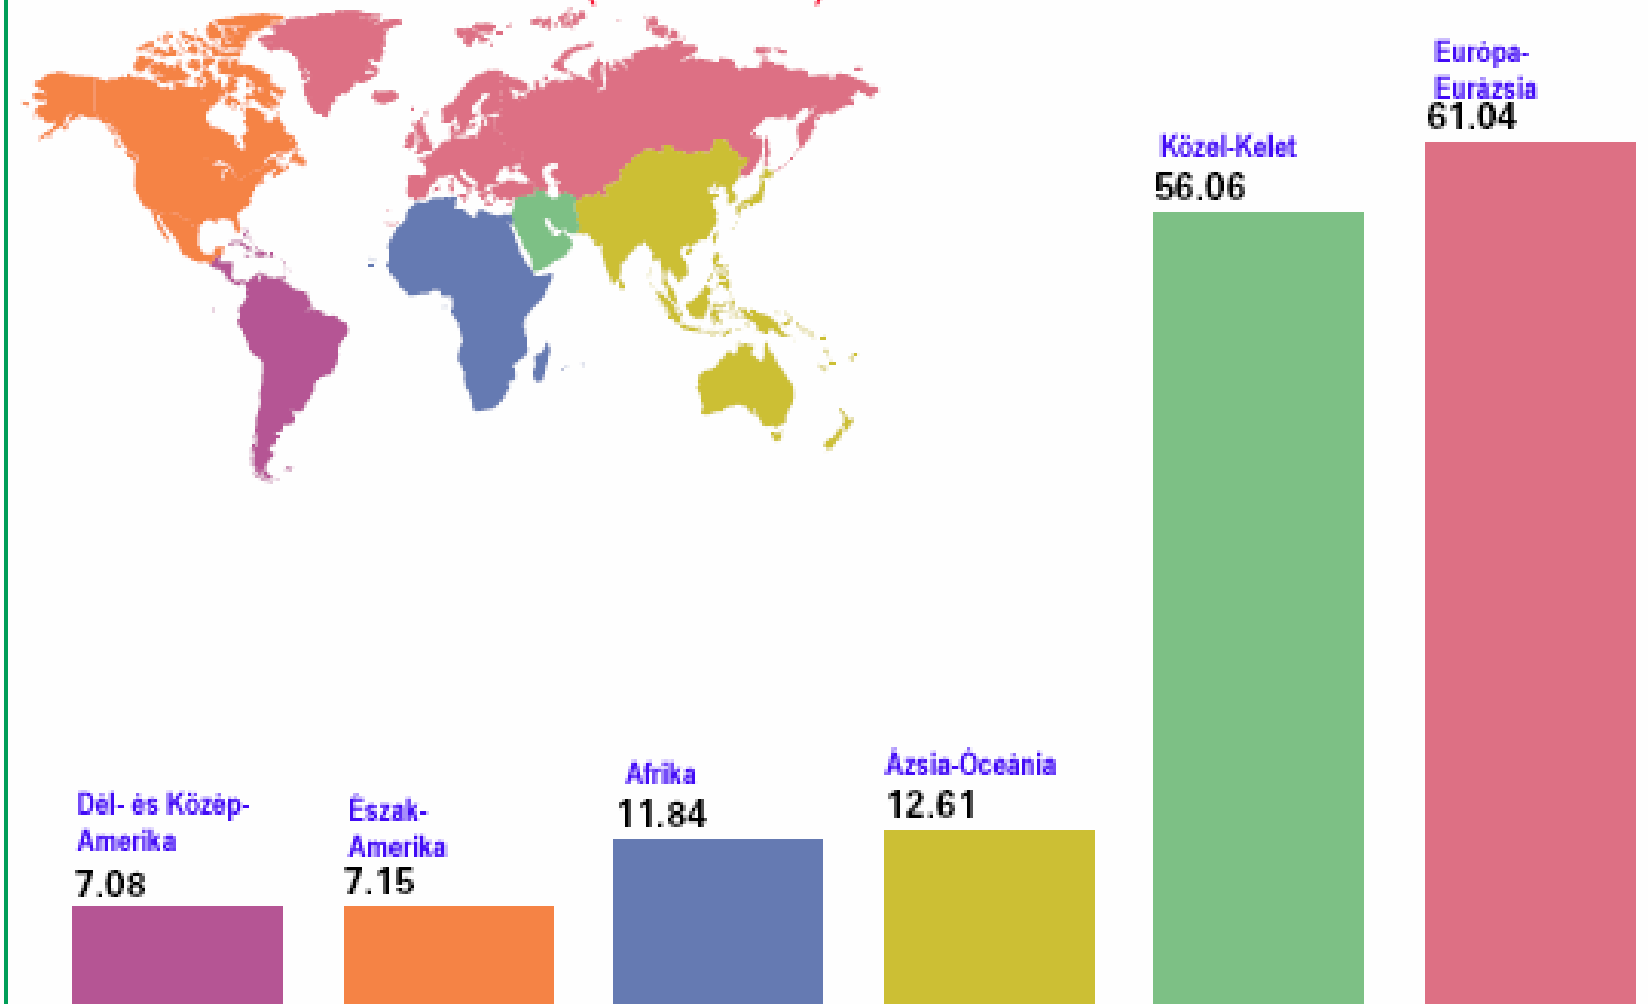 Európa-
Eurázsia
61.04
Közel-Kelet
56.06
Ázsia-Óceánia
12.61
Afrika
11.84
Dél- és Közép-
Amerika
7.08
Észak-
Amerika
7.15